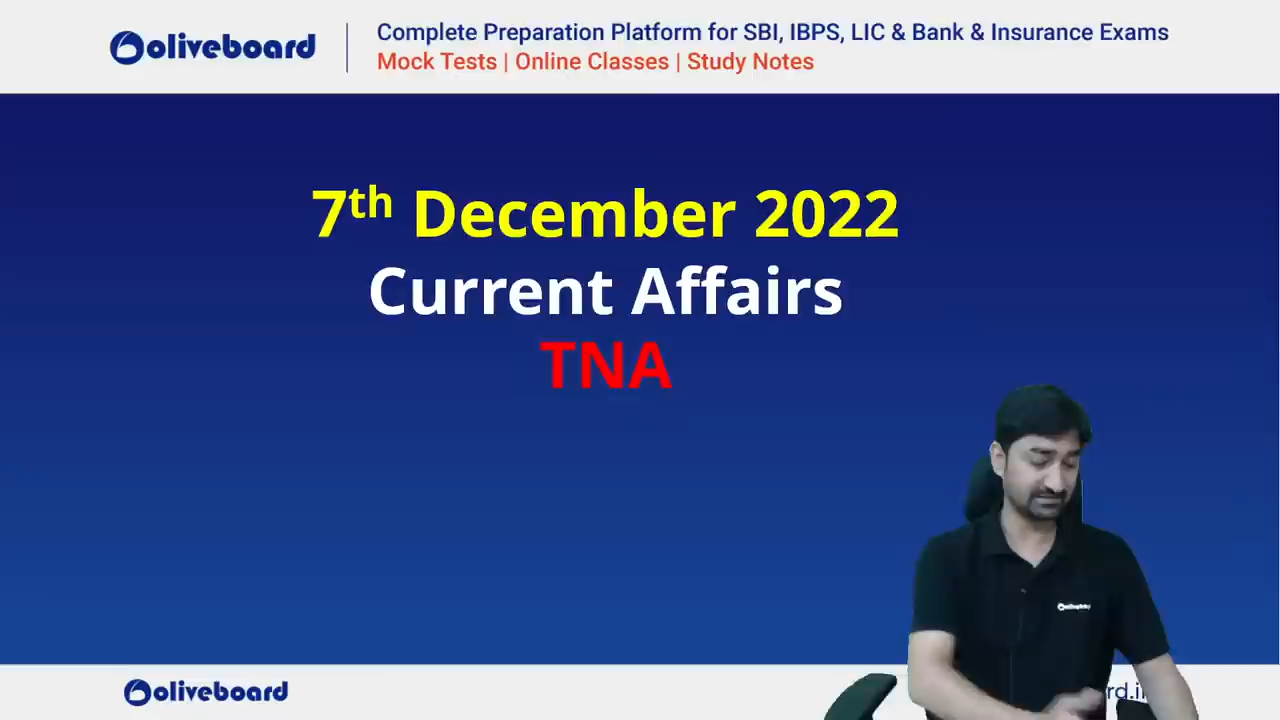 oliveboard
Complete Preparation Platform for SBI, IBPS, LIC & Bank & Insurance Exams
Mock Tests | Online Classes | Study Notes
7th December 2022
Current Affairs
TNA
oliveboard
rd.i